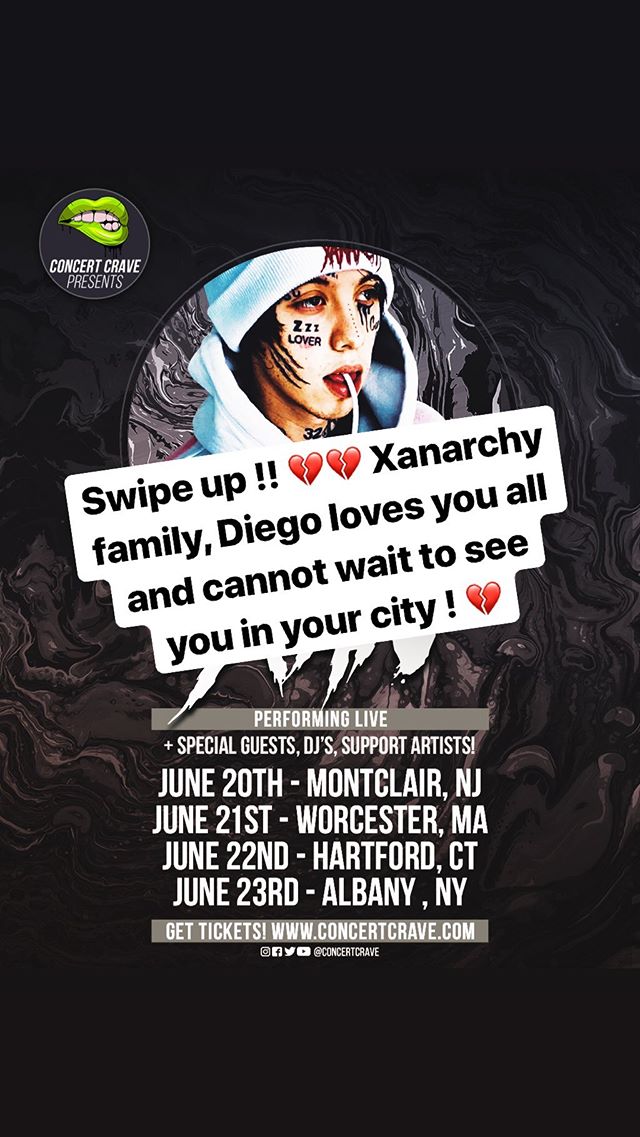 CONCERT CRAVE
PRESENTS
Zzz
LOVER
Swipe up !! 💔💔 Xanarchy
family, Diego loves you all
and cannot wait to see
you in your city ! 💔
PERFORMING LIVE
+ SPECIAL GUESTS, DJ'S, SUPPORT ARTISTS!
JUNE 20TH - MONTCLAIR, NJ
JUNE 21ST - WORCESTER, MA
JUNE 22ND - HARTFORD, CT
JUNE 23RD - ALBANY , NY
GET TICKETS! WWW.CONCERTCRAVE.COM
@CONCERTCRAVE